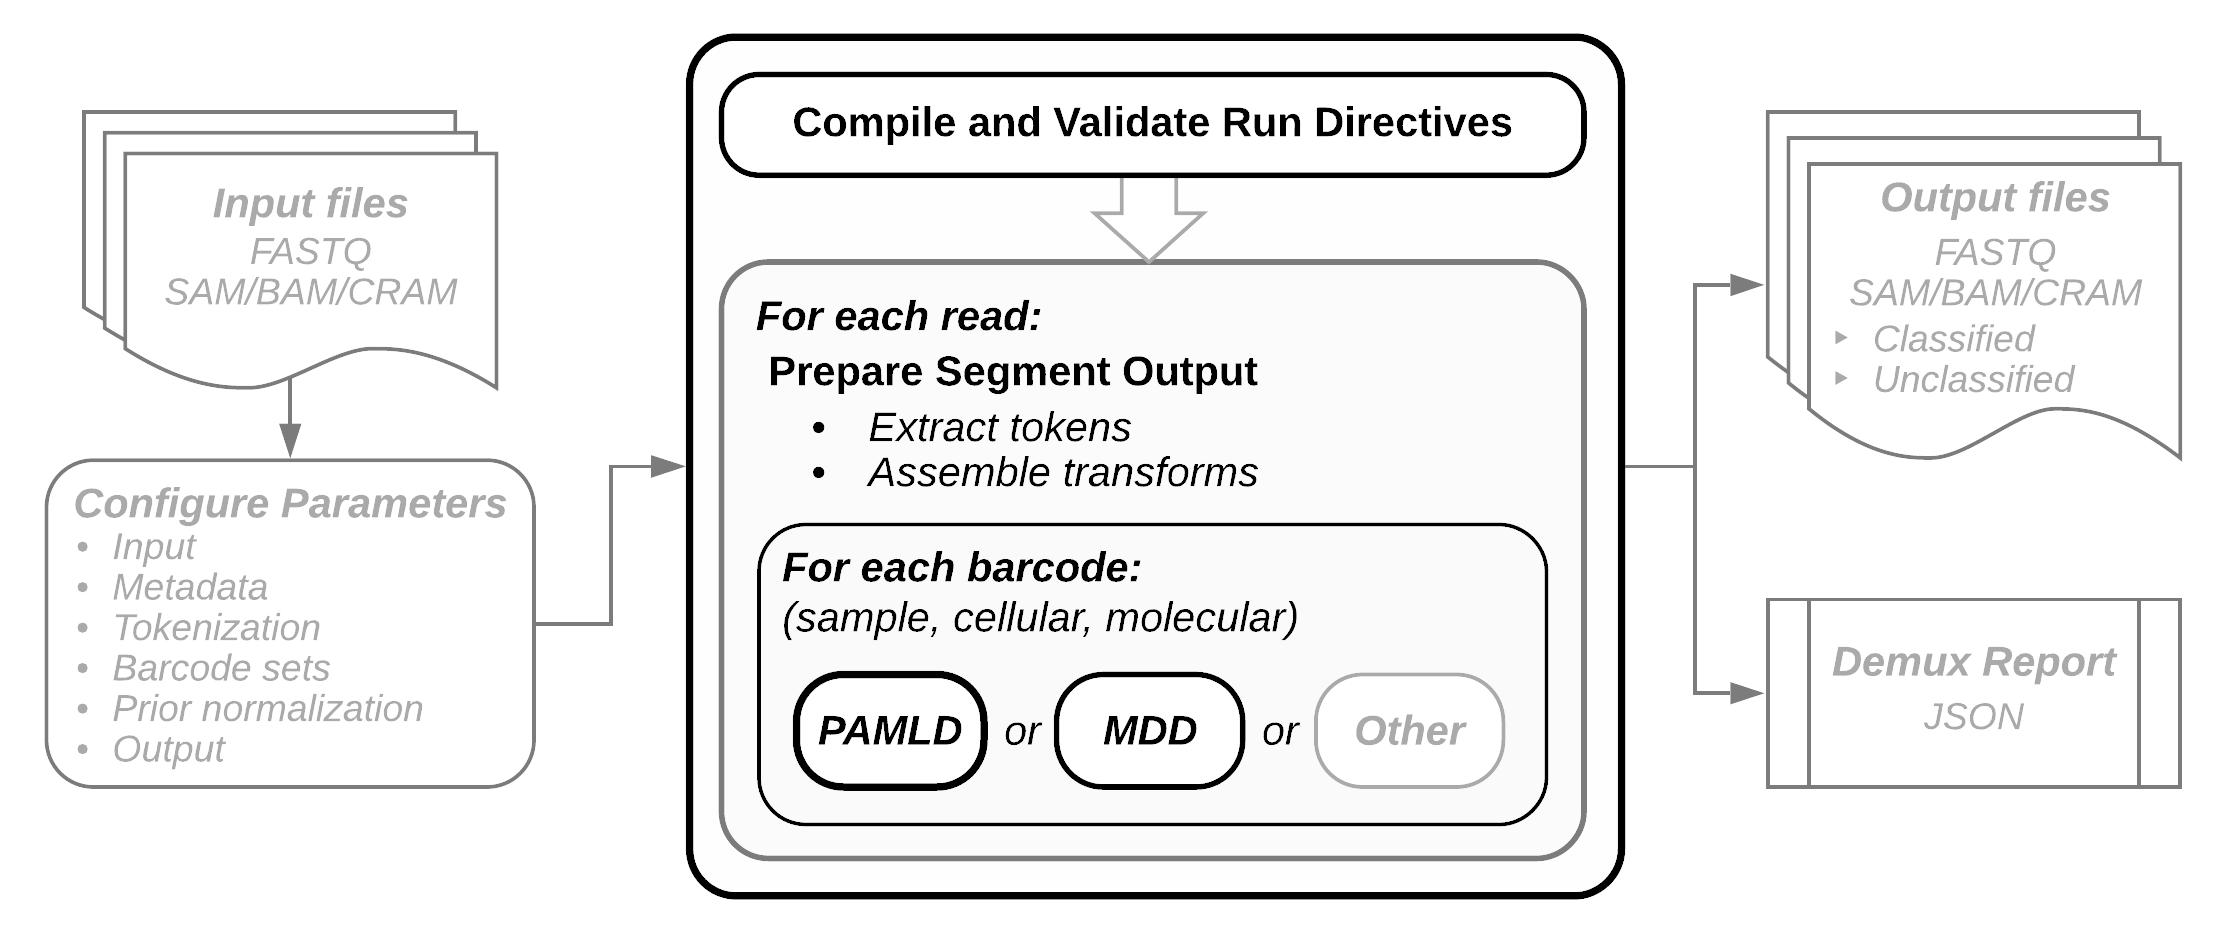 Input files
FASTQ
SAM/BAM/CRAM
Configure Parameters
• Input
• Metadata
• Tokenization
• Barcode sets
• Prior normalization
• Output
Compile and Validate Run Directives
For each read:
Prepare Segment Output
• Extract tokens
• Assemble transforms
For each barcode:
(sample, cellular, molecular)
PAMLD or MDD or Other
Output files
FASTQ
SAM/BAM/CRAM
▸ Classified
▸ Unclassified
Demux Report
JSON